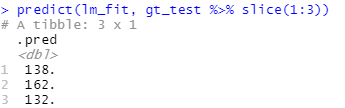 > predict(lm_fit, gt_test %>% slice(1:3))
# A tibble: 3 x 1
.pred
<dbl>
1 138.
2 162.
3 132.